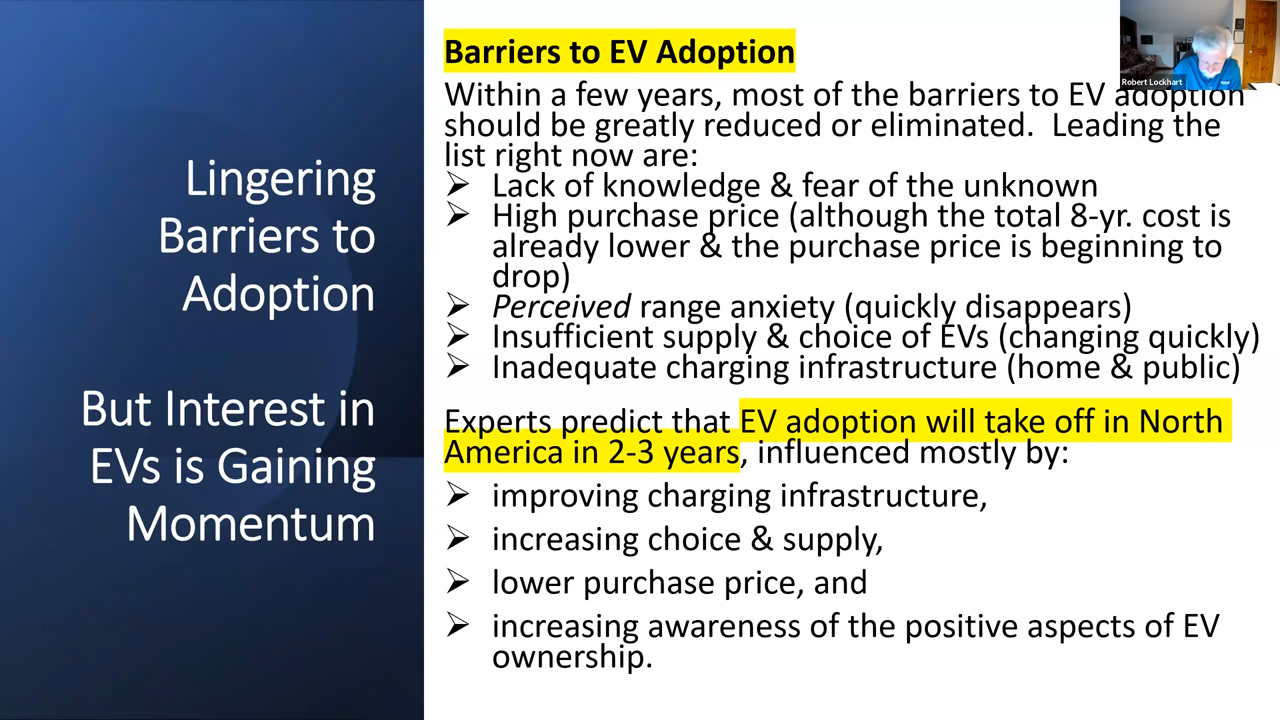 Lingering
Barriers to
Adoption
But Interest in
EVs is Gaining
Momentum
Barriers to EV Adoption
Within a few years, most of the barriers to EV adoption
should be greatly reduced or eliminated.  Leading the
list right now are:
➢ Lack of knowledge & fear of the unknown
➢ High purchase price (although the total 8-yr. cost is
already lower & the purchase price is beginning to
drop)
➢ Perceived range anxiety (quickly disappears)
➢ Insufficient supply & choice of EVs (changing quickly)
➢ Inadequate charging infrastructure (home & public)
Experts predict that EV adoption will take off in North
America in 2-3 years, influenced mostly by:
➢ improving charging infrastructure,
➢ increasing choice & supply,
➢ lower purchase price, and
➢ increasing awareness of the positive aspects of EV
ownership.
Robert Lockhart